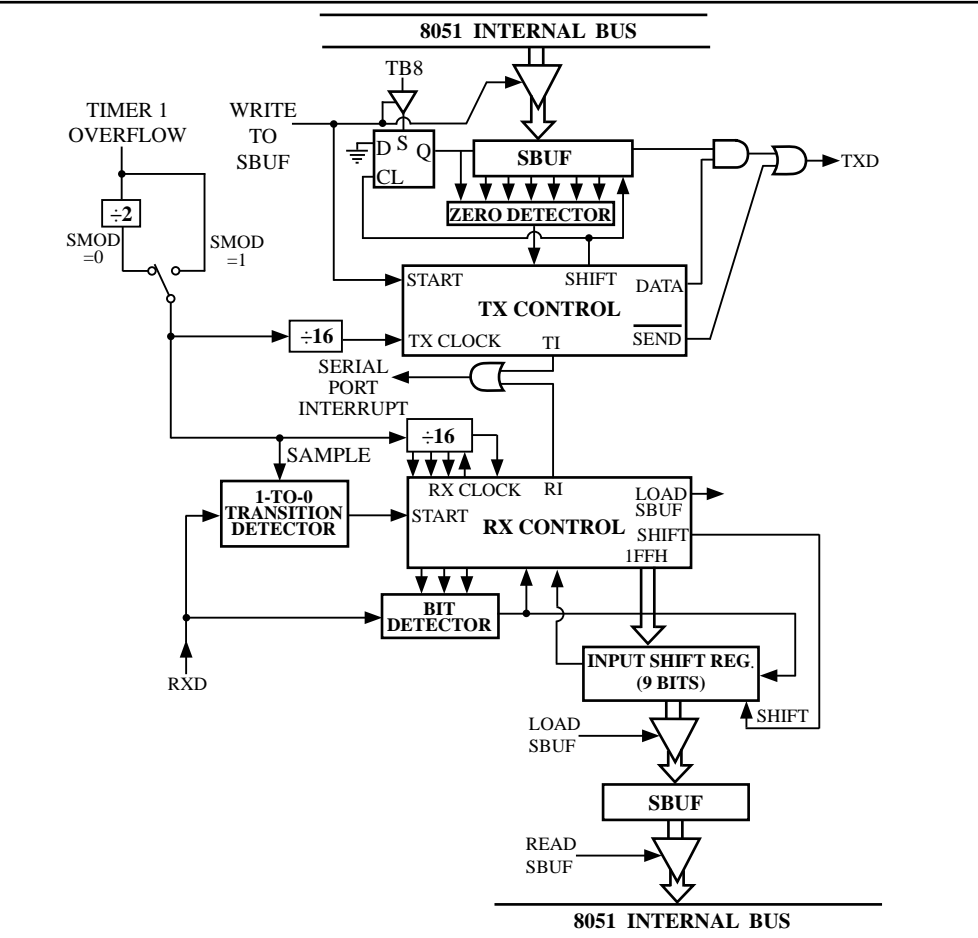 8051 INTERNAL BUS
TB8
TIMER 1
OVERFLOW
WRITE
TO
SBUF
D S Q
CL
SBUF
TXD
÷2
ZERO DETECTOR
SMOD
=0
SMOD
=1
START
SHIFT
DATA
TX CONTROL
÷16
TX CLOCK
TI
SEND
SERIAL
PORT
INTERRUPT
÷16
SAMPLE
RX CLOCK
RI
LOAD
SBUF
1-TO-0
TRANSITION
DETECTOR
START
RX CONTROL
SHIFT
1FFH
BIT
DETECTOR
INPUT SHIFT REG.
(9 BITS)
RXD
SHIFT
LOAD
SBUF
SBUF
READ
SBUF
8051 INTERNAL BUS